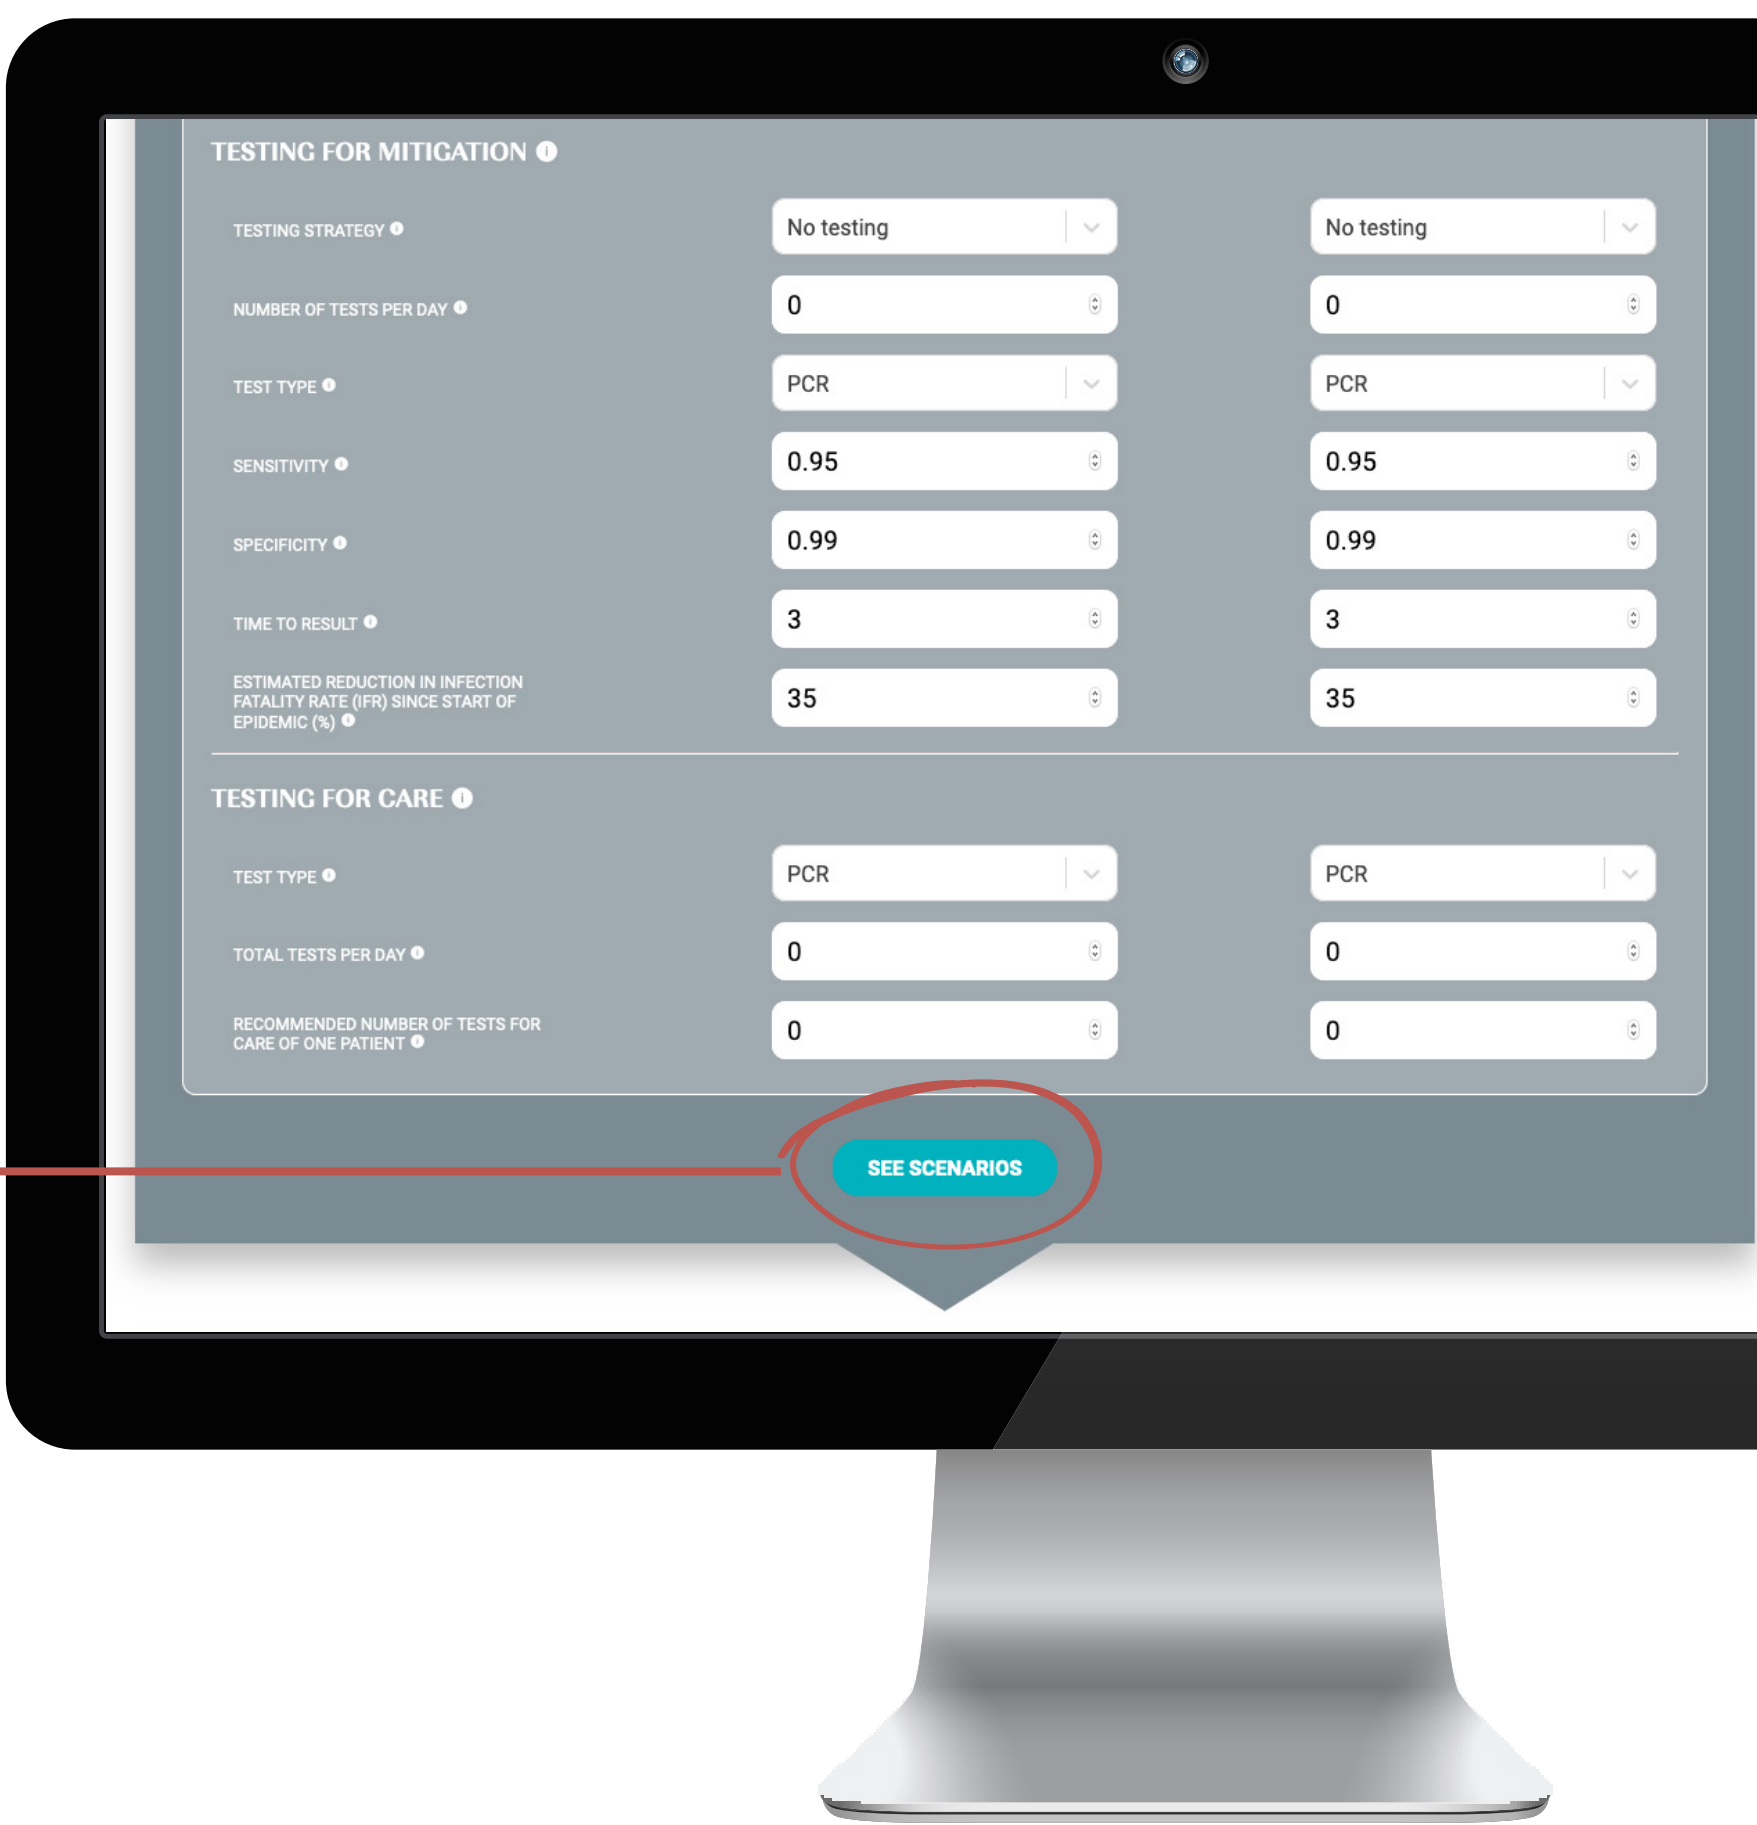 TESTING FOR MITIGATION
TESTING STRATEGY No testing No testing
NUMBER OF TESTS PER DAY 0 0
TEST TYPE PCR PCR
SENSITIVITY 0.95 0.95
SPECIFICITY 0.99 0.99
TIME TO RESULT 3 3
ESTIMATED REDUCTION IN INFECTION
FATALITY RATE (IFR) SINCE START OF
EPIDEMIC (%)
35 35
TESTING FOR CARE
TEST TYPE PCR PCR
TOTAL TESTS PER DAY 0 0
RECOMMENDED NUMBER OF TESTS FOR
CARE OF ONE PATIENT
0 0
SEE SCENARIOS